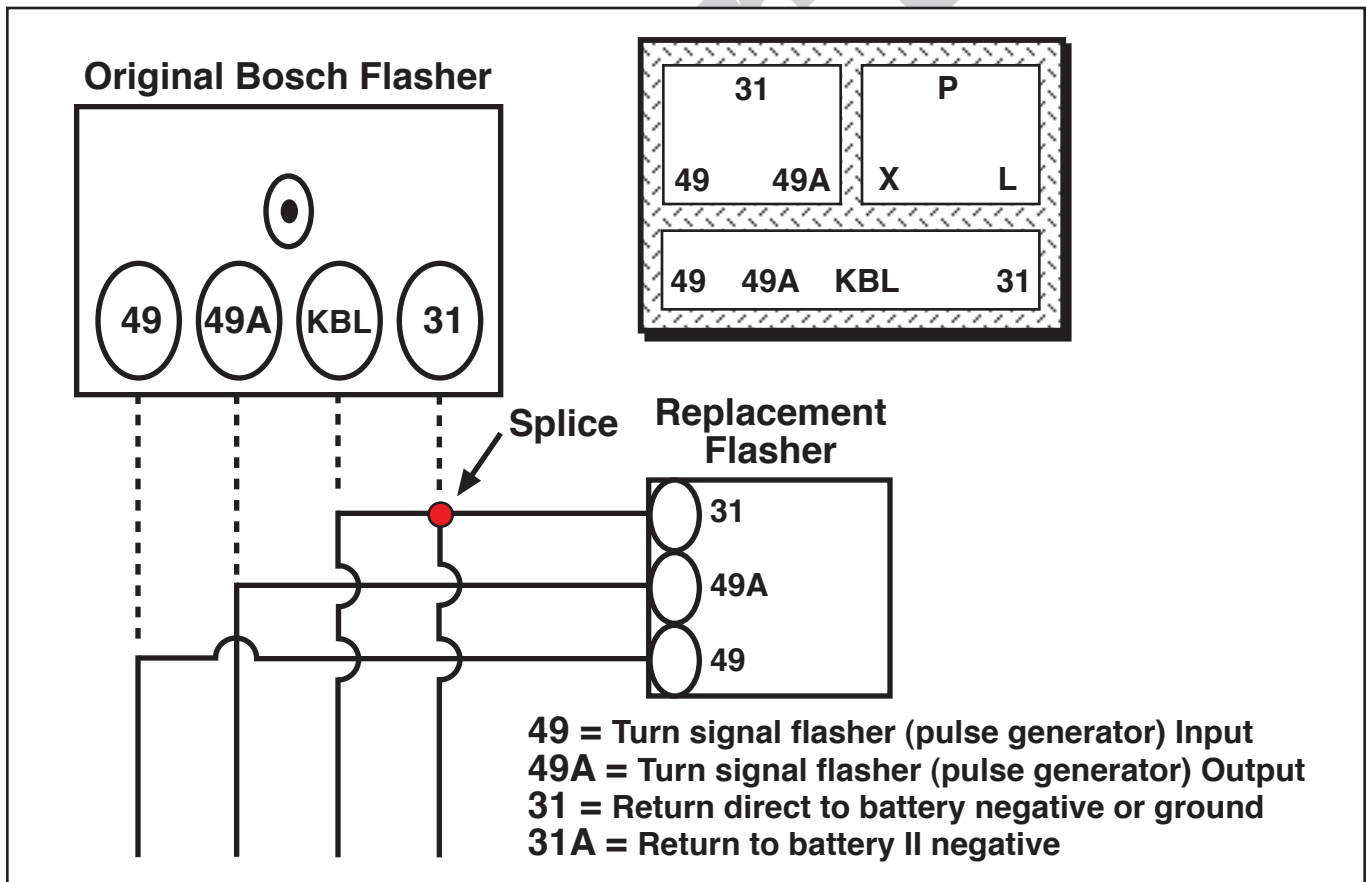 Original Bosch Flasher
49 49A KBL 31
31
49 49A
P
X L
49 49A KBL 31
Splice
Replacement
Flasher
31
49A
49
49 = Turn signal flasher (pulse generator) Input
49A = Turn signal flasher (pulse generator) Output
31 = Return direct to battery negative or ground
31A = Return to battery II negative